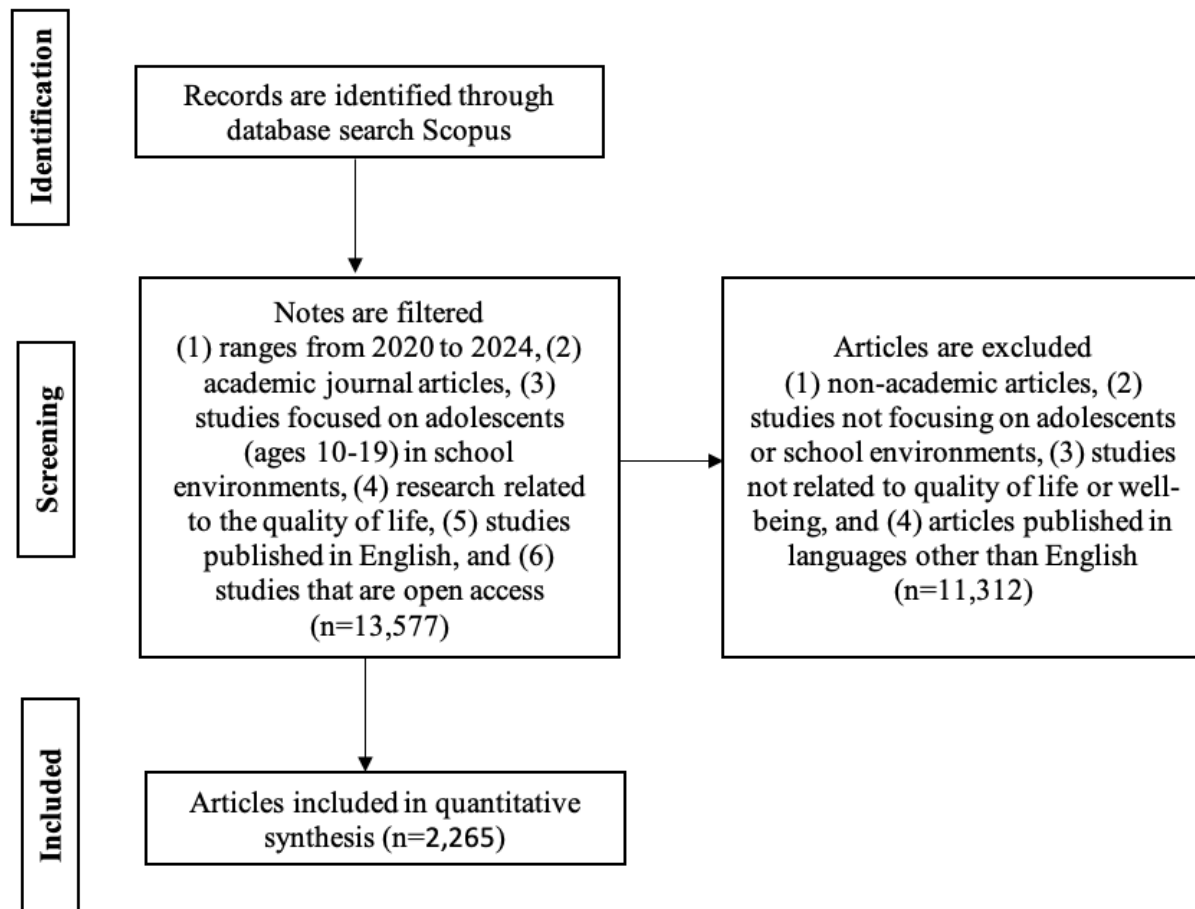 Identification
Records are identified through
database search Scopus
Screening
Notes are filtered
(1) ranges from 2020 to 2024, (2)
academic journal articles, (3)
studies focused on adolescents
(ages 10-19) in school
environments, (4) research related
to the quality of life, (5) studies
published in English, and (6)
studies that are open access
(n=13,577)
Articles are excluded
(1) non-academic articles, (2)
studies not focusing on adolescents
or school environments, (3) studies
not related to quality of life or well-
being, and (4) articles published in
languages other than English
(n=11,312)
Included
Articles included in quantitative
synthesis (n=2,265)